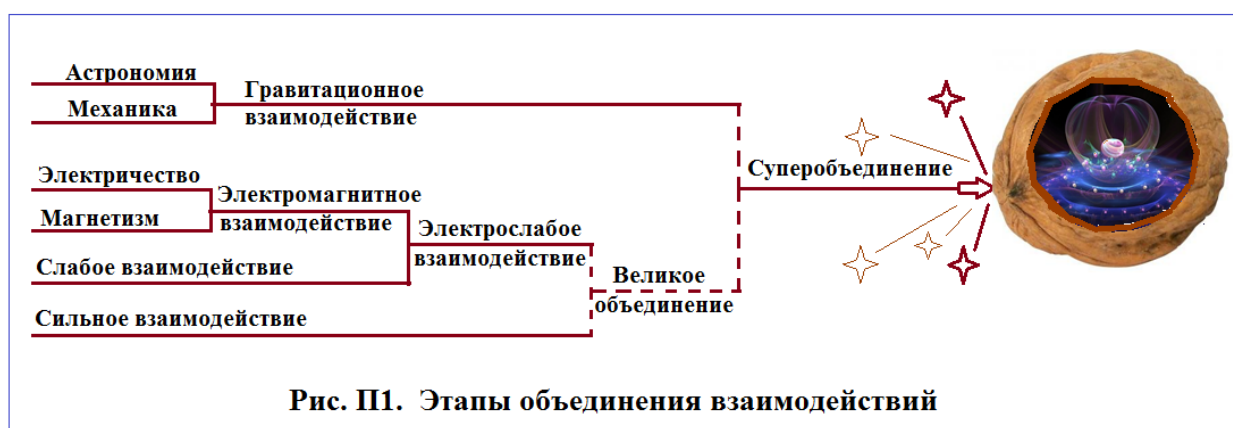 Астрономия
Механика
Гравитационное
взаимодействие
Электричество
Магнетизм
Электромагнитное
взаимодействие
Слабое взаимодействие
Электрослабое
взаимодействие
Сильное взаимодействие
Великое
объединение
Суперобъединение
Рис. П1. Этапы объединения взаимодействий